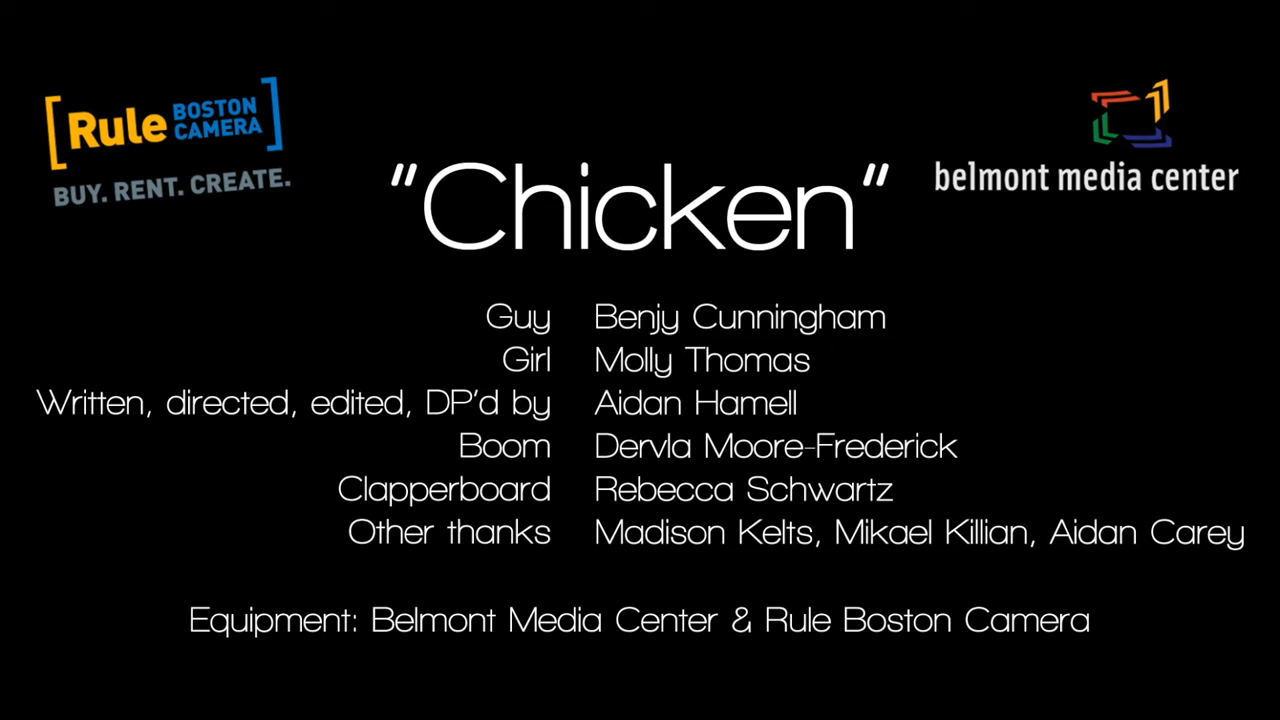 [Rule BOSTON CAMERA]
BUY. RENT. CREATE.
belmont media center
"Chicken"
Guy Benjy Cunningham
Girl Molly Thomas
Written, directed, edited, DP'd by Aidan Hamell
Boom Dervla Moore-Frederick
Clapperboard Rebecca Schwartz
Other thanks Madison Kelts, Mikael Killian, Aidan Carey
Equipment: Belmont Media Center & Rule Boston Camera